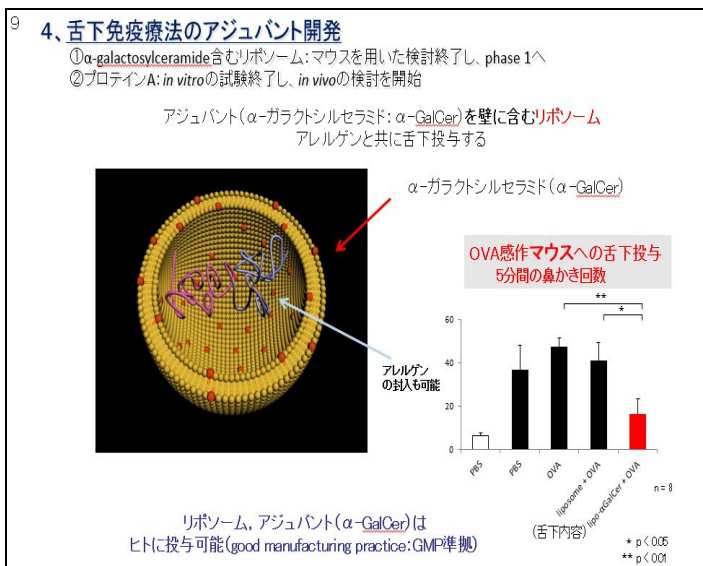 9
4、舌下免疫療法のアジュバント開発
①α-galactosylceramide含むリポソーム：マウスを用いた検討終了し、phase 1へ
②プロテインA：in vitroの試験終了し、in vivoの検討を開始
アジュバント（α－ガラクトシルセラミド：α－GalCer）を壁に含むリポソーム
アレルゲンと共に舌下投与する
α－ガラクトシルセラミド（α－GalCer）
OVA感作マウスへの舌下投与
5分間の鼻かき回数
**
*
60
40
20
0
アレルゲン
の封入も可能
PBS
PBS
OVA
liposome + OVA
lipo-αGalCer + OVA
n = 8
（舌下内容）
* p < 0.05
** p < 0.01
リポソーム，アジュバント（α－GalCer）は
ヒトに投与可能（good manufacturing practice：GMP準拠）